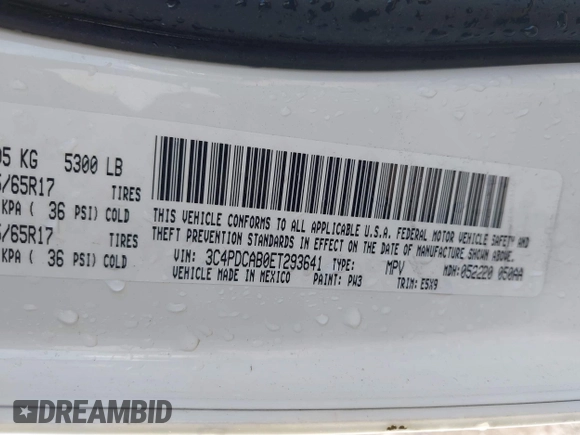 05 KG 5300 LB
/65R17 TIRES
KPA ( 36 PSI) COLD
/65R17 TIRES
KPA ( 36 PSI) COLD
THIS VEHICLE CONFORMS TO ALL APPLICABLE U.S.A. FEDERAL MOTOR VEHICLE SAFETY, AND
THEFT PREVENTION STANDARDS IN EFFECT ON THE DATE OF MANUFACTURE SHOWN ABOVE.
VIN: 3C4PDCAB0ET293641 TYPE: MPV MDH: 052220 050AA
VEHICLE MADE IN MEXICO PAINT: PW3 TRIM: E5X9
DREAMBID